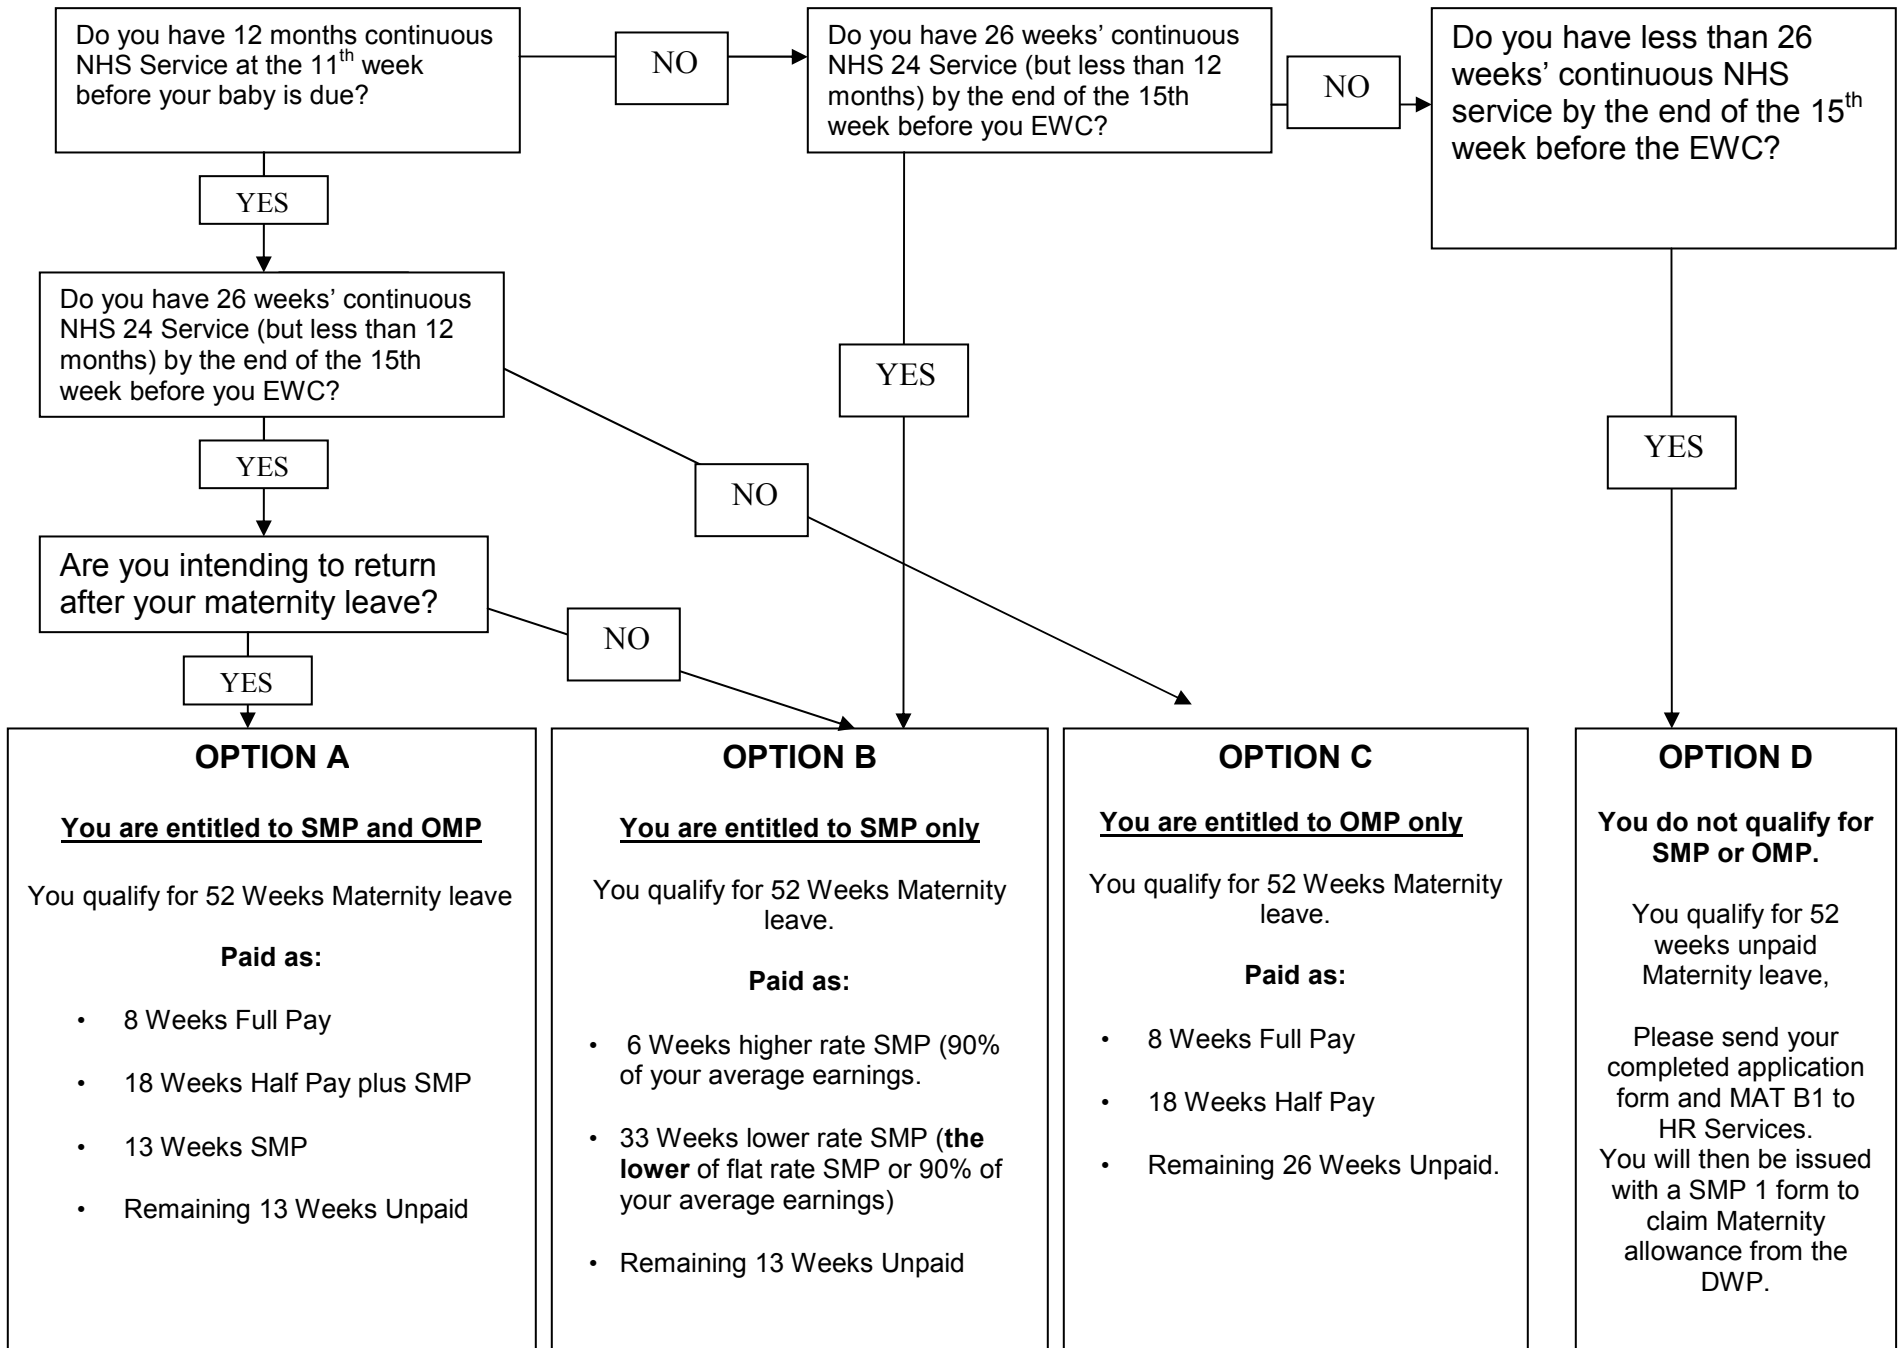 Do you have 12 months continuous
NHS Service at the 11th week
before your baby is due?
NO
Do you have 26 weeks’ continuous
NHS 24 Service (but less than 12
months) by the end of the 15th
week before you EWC?
NO
Do you have less than 26
weeks’ continuous NHS
service by the end of the 15th
week before the EWC?
YES
Do you have 26 weeks’ continuous
NHS 24 Service (but less than 12
months) by the end of the 15th
week before you EWC?
YES
YES
YES
NO
Are you intending to return
after your maternity leave?
NO
YES
OPTION A
You are entitled to SMP and OMP
You qualify for 52 Weeks Maternity leave
Paid as:
• 8 Weeks Full Pay
• 18 Weeks Half Pay plus SMP
• 13 Weeks SMP
• Remaining 13 Weeks Unpaid
OPTION B
You are entitled to SMP only
You qualify for 52 Weeks Maternity
leave.
Paid as:
• 6 Weeks higher rate SMP (90%
of your average earnings.
• 33 Weeks lower rate SMP (the
lower of flat rate SMP or 90% of
your average earnings)
• Remaining 13 Weeks Unpaid
OPTION C
You are entitled to OMP only
You qualify for 52 Weeks Maternity
leave.
Paid as:
• 8 Weeks Full Pay
• 18 Weeks Half Pay
• Remaining 26 Weeks Unpaid.
OPTION D
You do not qualify for
SMP or OMP.
You qualify for 52
weeks unpaid
Maternity leave,
Please send your
completed application
form and MAT B1 to
HR Services.
You will then be issued
with a SMP 1 form to
claim Maternity
allowance from the
DWP.